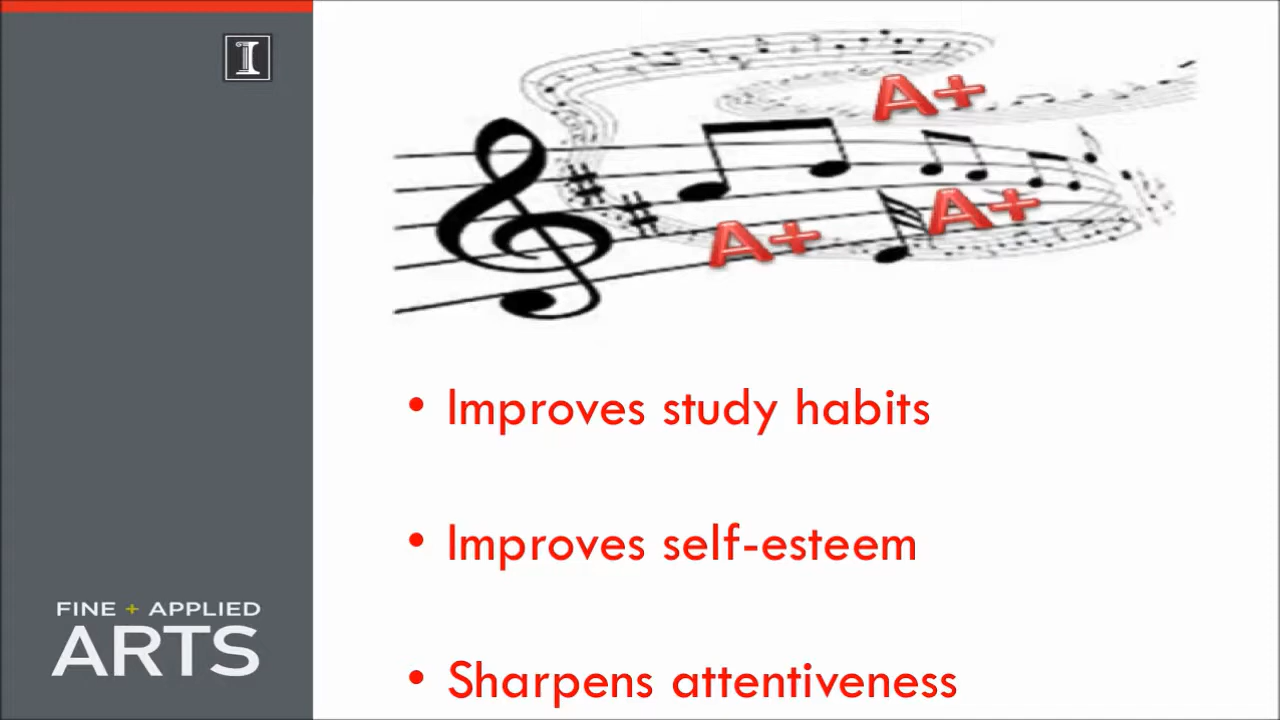 I
A+
A+
A+
• Improves study habits
• Improves self-esteem
• Sharpens attentiveness
FINE + APPLIED
ARTS